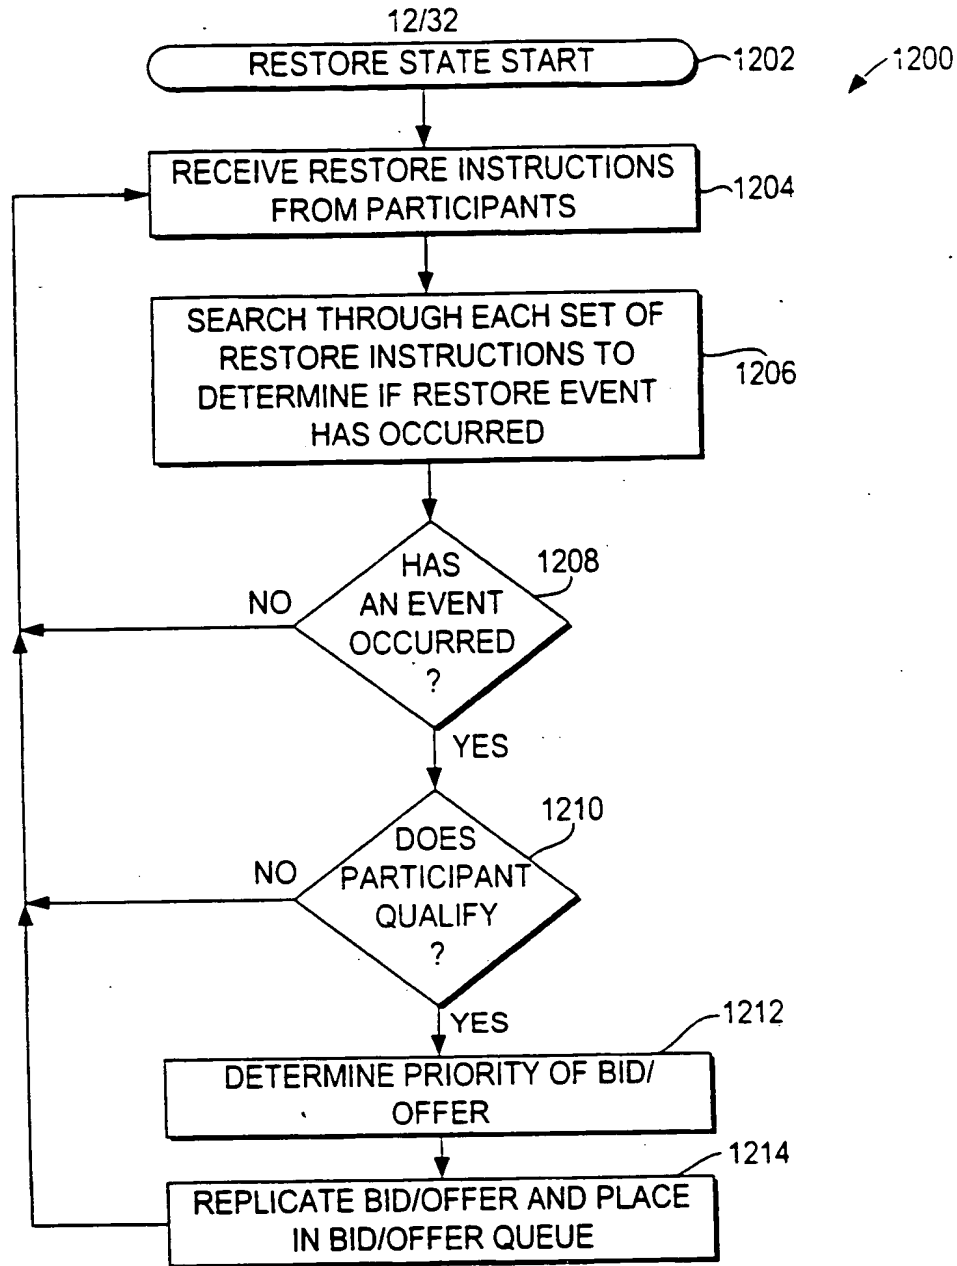 12/32
RESTORE STATE START
1202
1200
RECEIVE RESTORE INSTRUCTIONS
FROM PARTICIPANTS
1204
SEARCH THROUGH EACH SET OF
RESTORE INSTRUCTIONS TO
DETERMINE IF RESTORE EVENT
HAS OCCURRED
1206
HAS
AN EVENT
OCCURRED
?
1208
NO
YES
DOES
PARTICIPANT
QUALIFY
?
1210
NO
YES
1212
DETERMINE PRIORITY OF BID/
OFFER
1214
REPLICATE BID/OFFER AND PLACE
IN BID/OFFER QUEUE